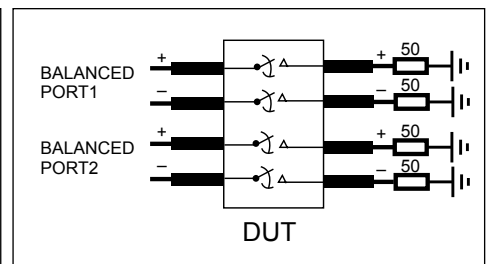 + + 50
BALANCED
PORT1
– – 50
+ + 50
BALANCED
PORT2
– – 50
DUT